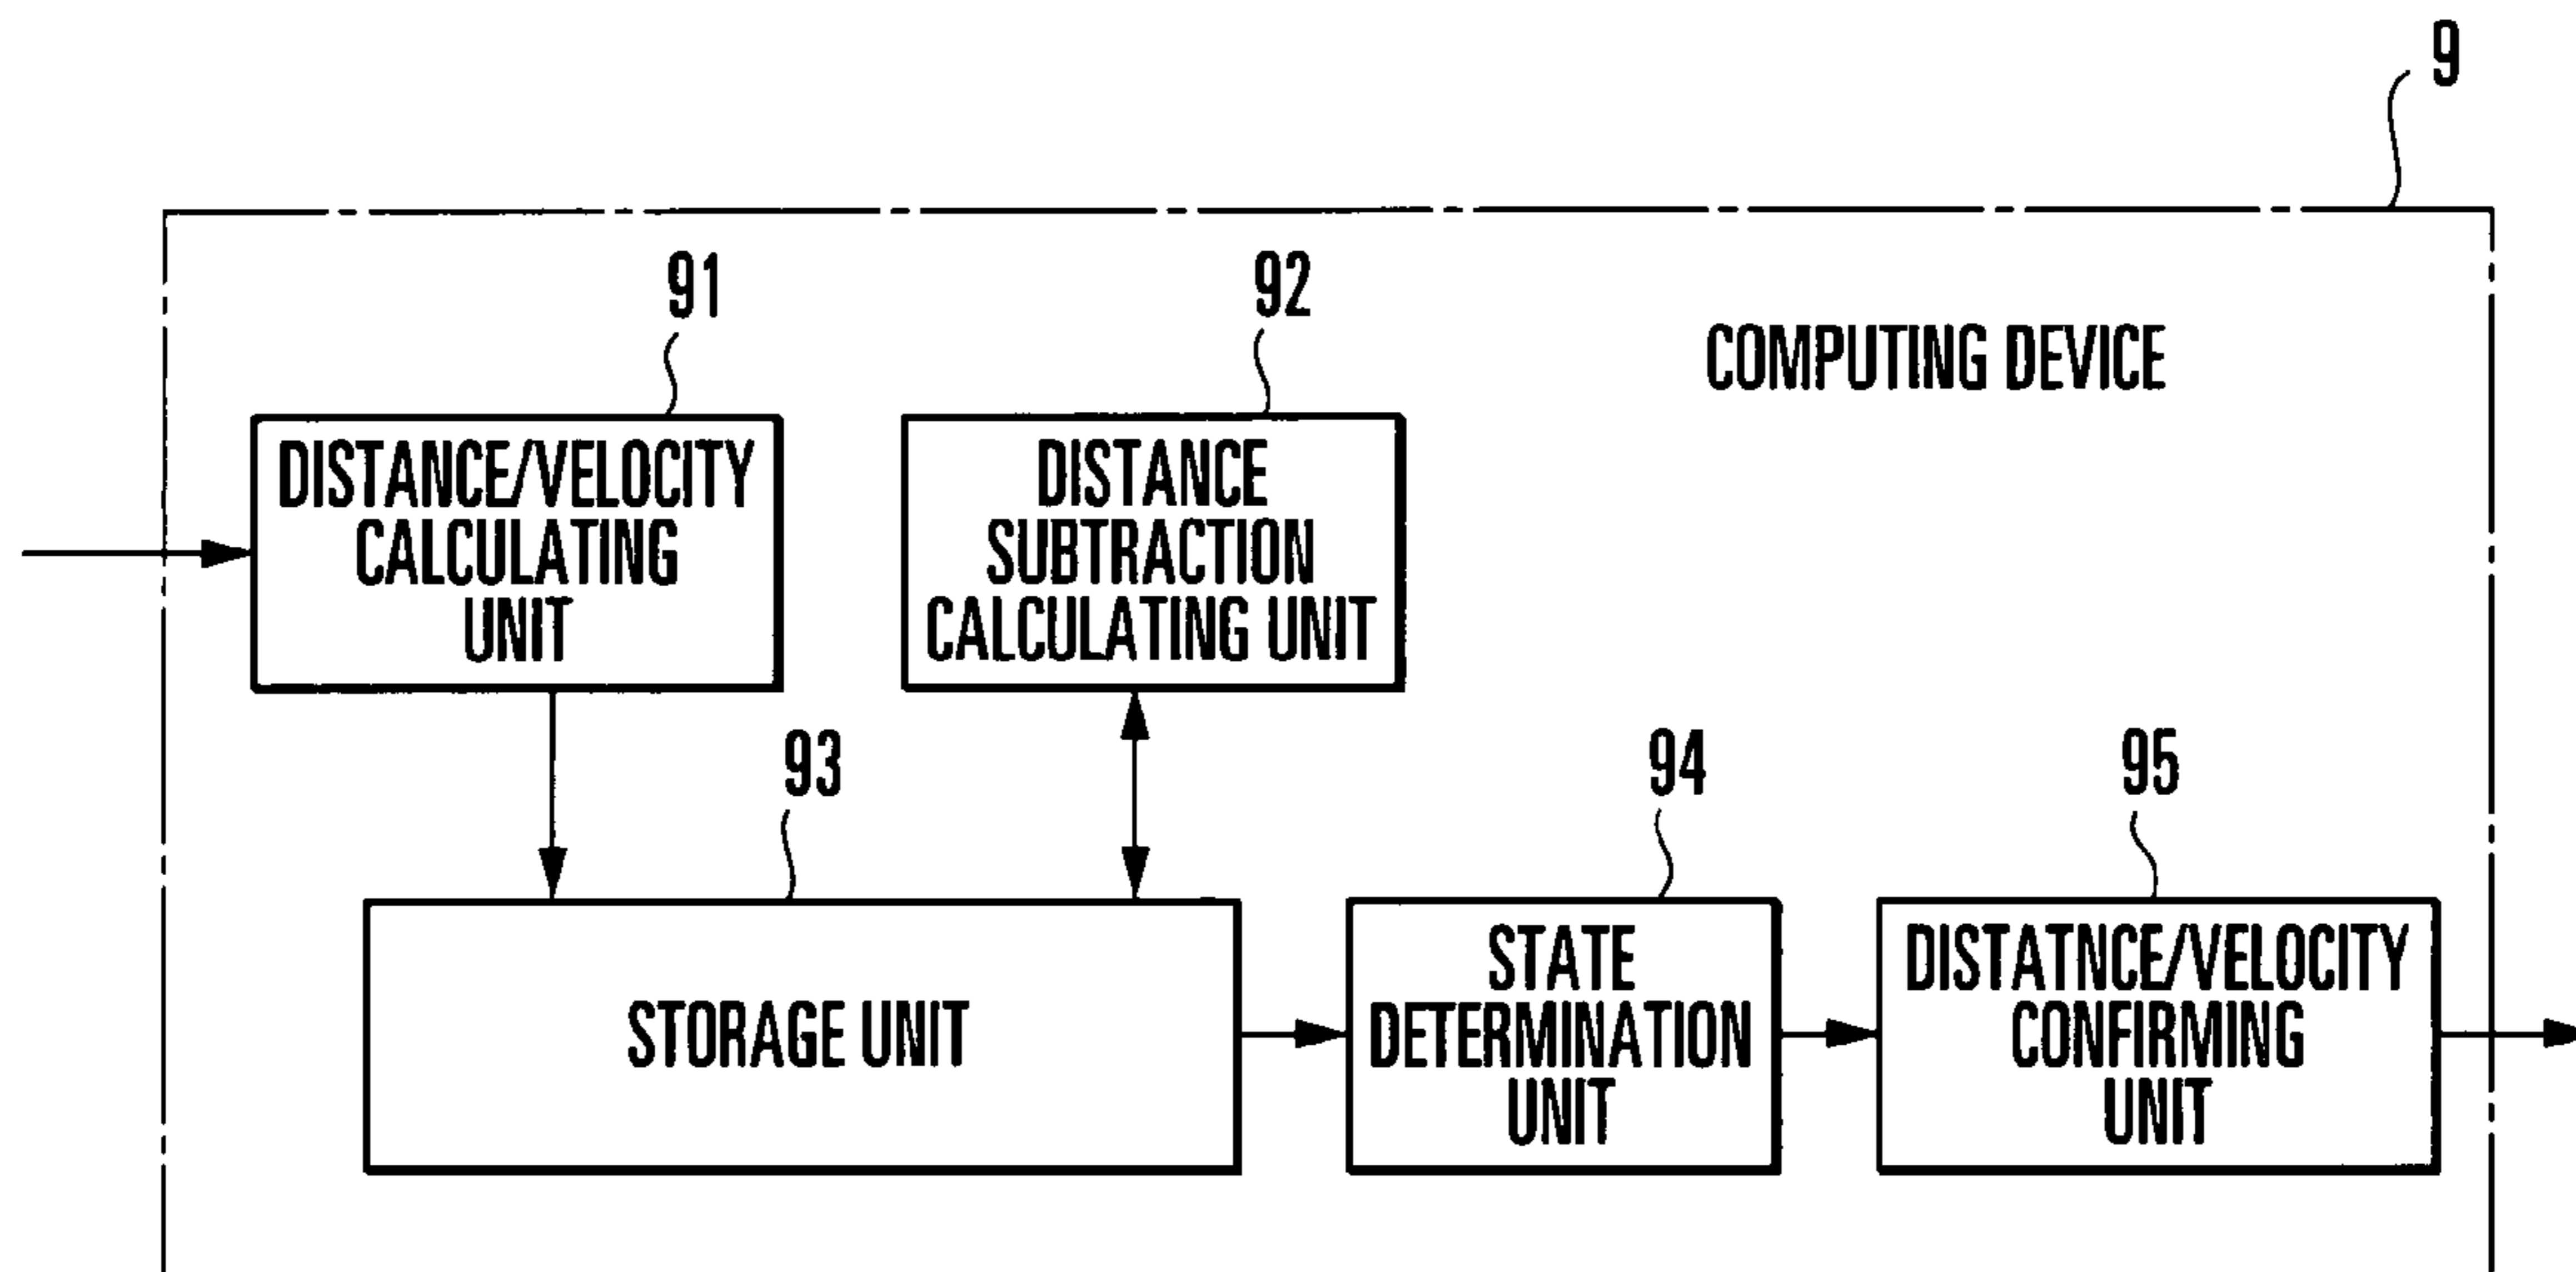 9
91
92
COMPUTING DEVICE
DISTANCE/VELOCITY
CALCULATING
UNIT
DISTANCE
SUBTRACTION
CALCULATING UNIT
93
94
95
STORAGE UNIT
STATE
DETERMINATION
UNIT
DISTATNCE/VELOCITY
CONFIRMING
UNIT